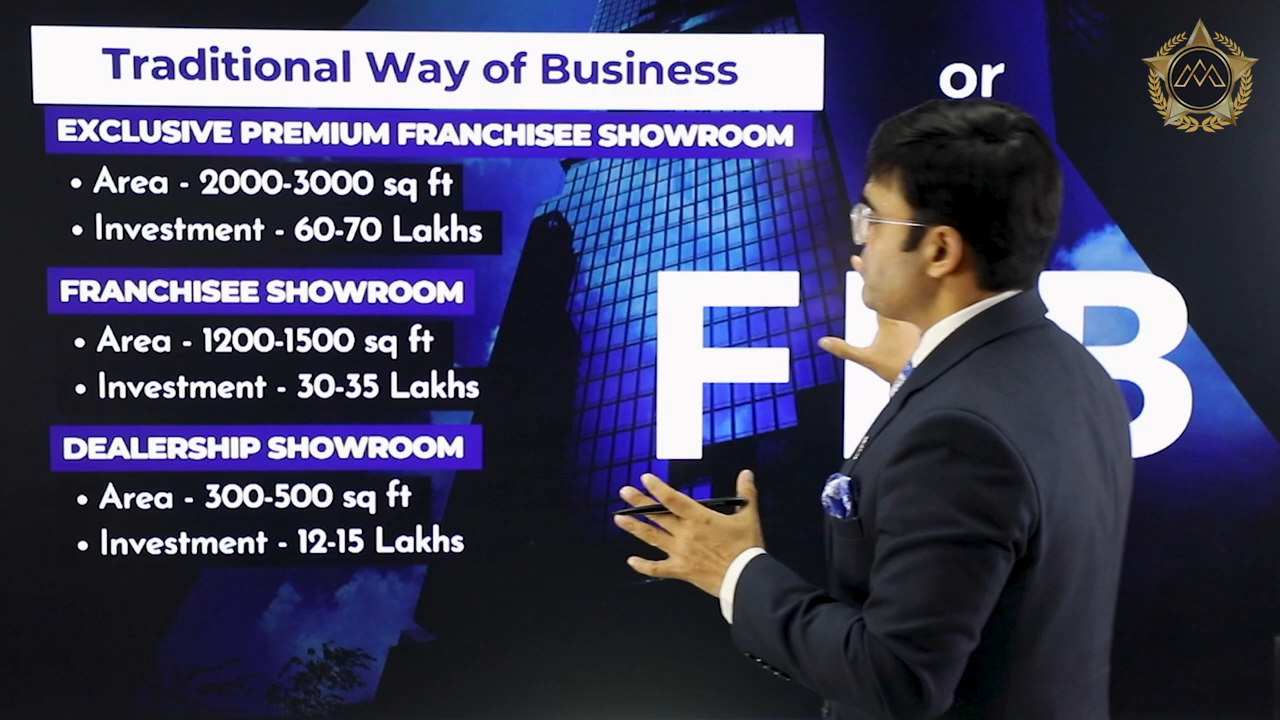 Traditional Way of Business
EXCLUSIVE PREMIUM FRANCHISEE SHOWROOM
• Area - 2000-3000 sq ft
• Investment - 60-70 Lakhs
FRANCHISEE SHOWROOM
• Area - 1200-1500 sq ft
• Investment - 30-35 Lakhs
DEALERSHIP SHOWROOM
• Area - 300-500 sq ft
• Investment - 12-15 Lakhs
or